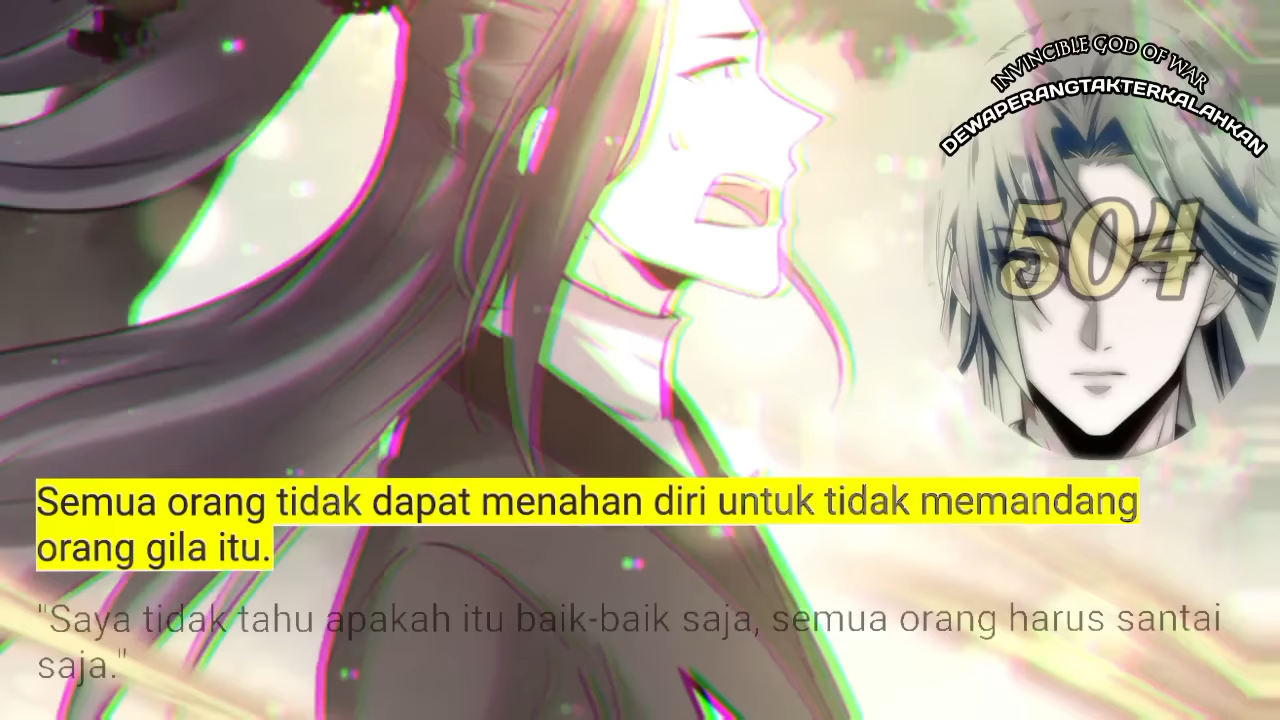 INVINCIBLE GOD OF WAR
DEWAPERANGTAKTERKALAHKAN
504
Semua orang tidak dapat menahan diri untuk tidak memandang
orang gila itu.
"Saya tidak tahu apakah itu baik-baik saja, semua orang harus santai
saja."